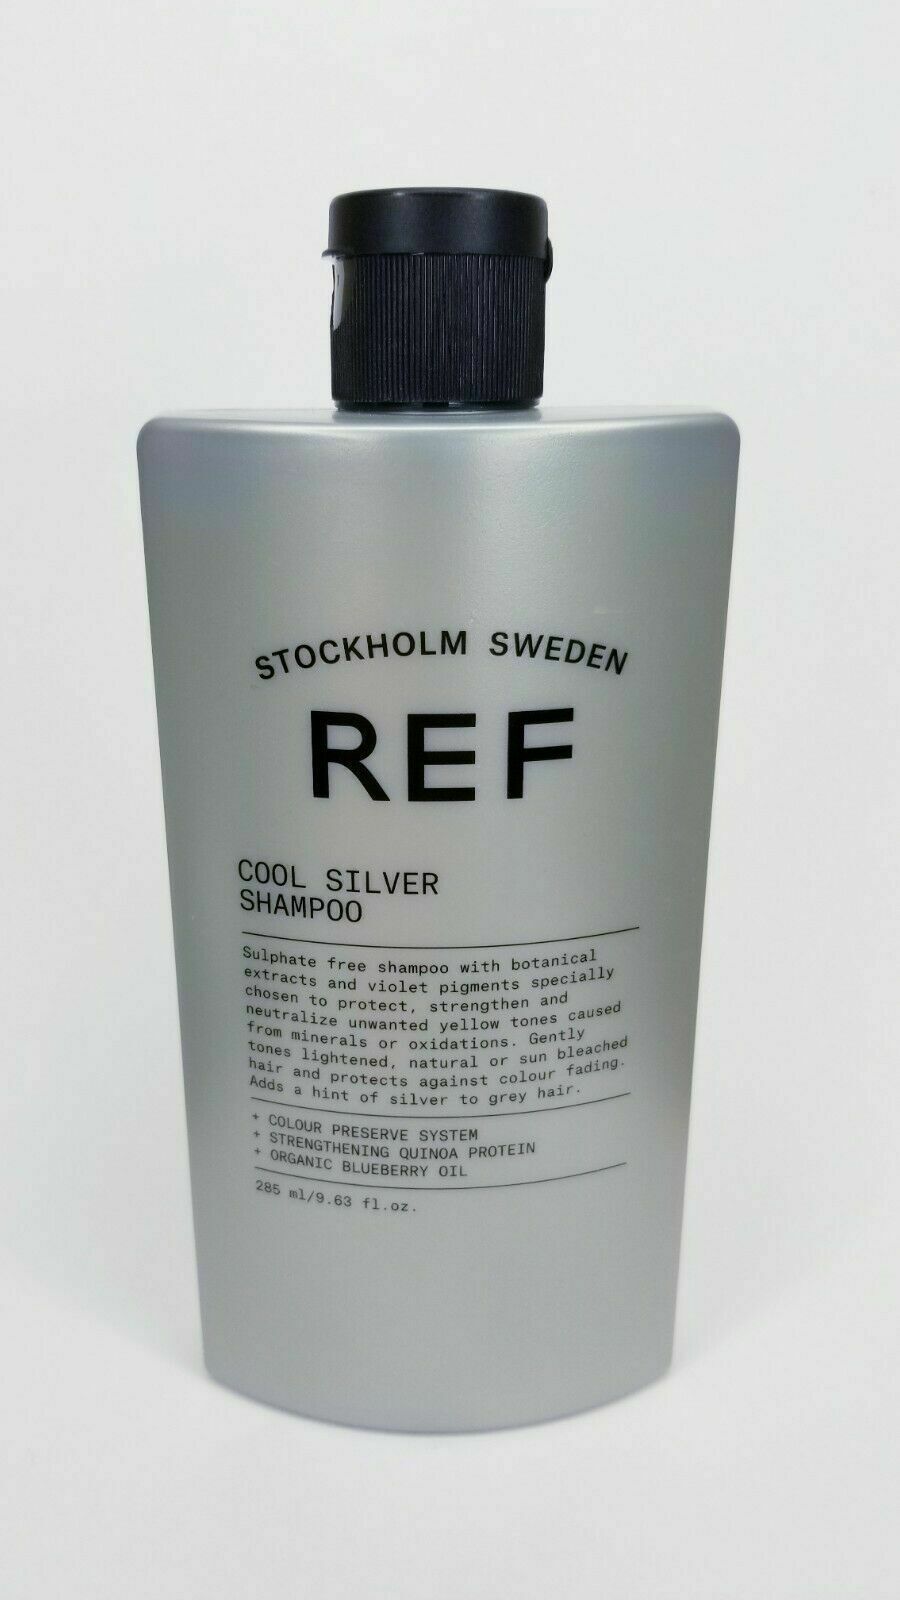 STOCKHOLM SWEDEN
REF
COOL SILVER
SHAMPOO
Sulphate free shampoo with botanical
extracts and violet pigments specially
chosen to protect, strengthen and
neutralize unwanted yellow tones caused
from minerals or oxidations. Gently
tones lightened, natural or sun bleached
hair and protects against colour fading.
Adds a hint of silver to grey hair.
+ COLOUR PRESERVE SYSTEM
+ STRENGTHENING QUINOA PROTEIN
+ ORGANIC BLUEBERRY OIL
285 ml/9.63 fl.oz.